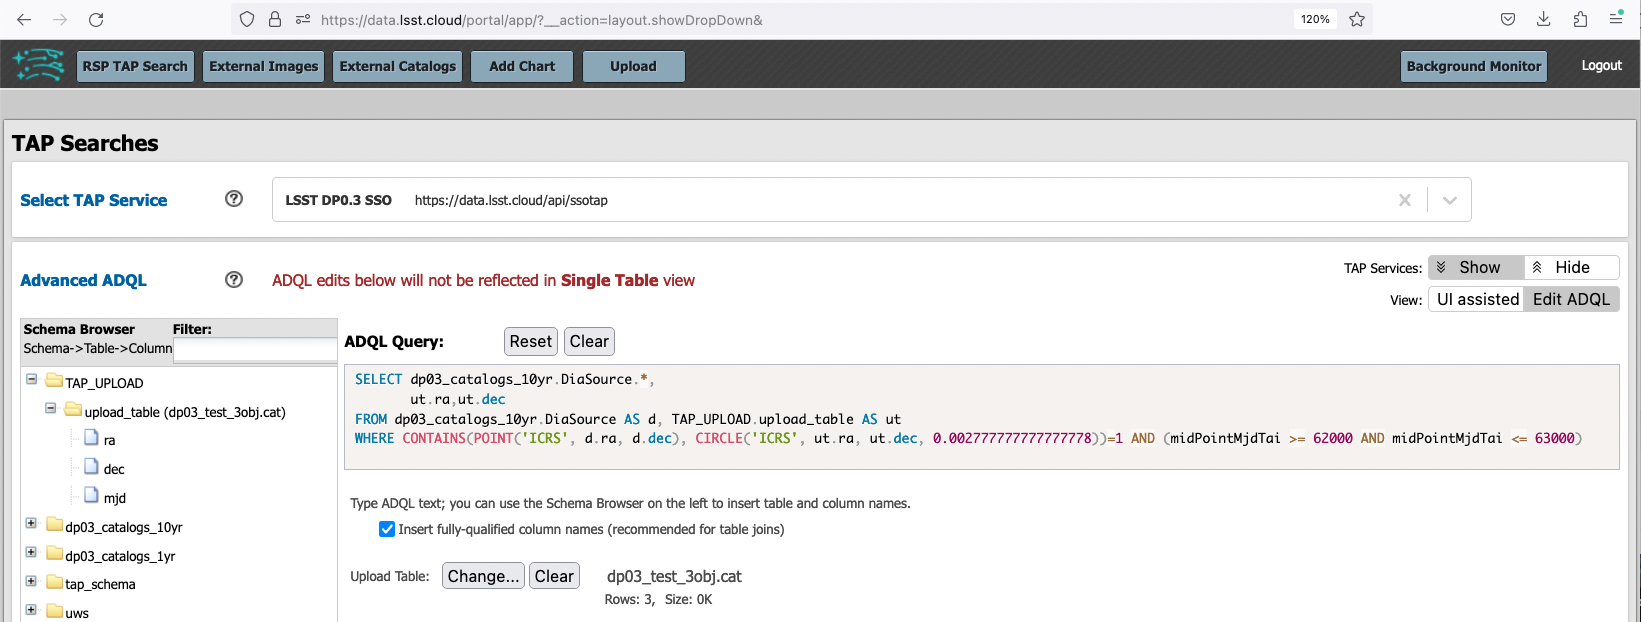 https://data.lsst.cloud/portal/app/?__action=layout.showDropDown&
120%
RSP TAP Search
External Images
External Catalogs
Add Chart
Upload
Background Monitor
Logout
TAP Searches
Select TAP Service
LSST DP0.3 SSO https://data.lsst.cloud/api/ssotap
Advanced ADQL
ADQL edits below will not be reflected in Single Table view
TAP Services: Show Hide
View: UI assisted Edit ADQL
Schema Browser Filter:
Schema->Table->Column
TAP_UPLOAD
upload_table (dp03_test_3obj.cat)
ra
dec
mjd
dp03_catalogs_10yr
dp03_catalogs_1yr
tap_schema
uws
ADQL Query: Reset Clear
SELECT dp03_catalogs_10yr.DiaSource.*,
ut.ra,ut.dec
FROM dp03_catalogs_10yr.DiaSource AS d, TAP_UPLOAD.upload_table AS ut
WHERE CONTAINS(POINT('ICRS', d.ra, d.dec), CIRCLE('ICRS', ut.ra, ut.dec, 0.002777777777777778))=1 AND (midPointMjdTai >= 62000 AND midPointMjdTai <= 63000)
Type ADQL text; you can use the Schema Browser on the left to insert table and column names.
Insert fully-qualified column names (recommended for table joins)
Upload Table: Change... Clear dp03_test_3obj.cat
Rows: 3, Size: 0K